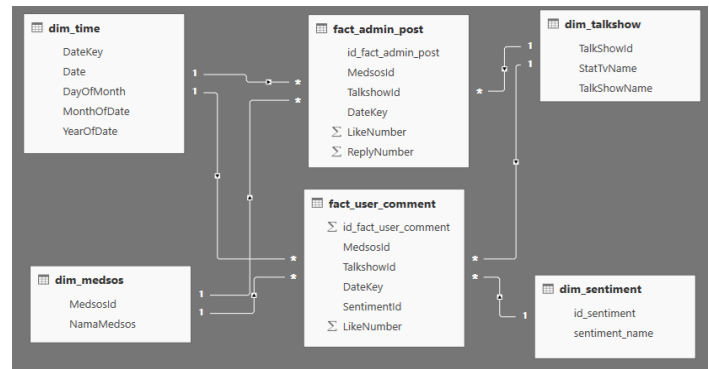 dim_time
DateKey
Date
DayOfMonth
MonthOfDate
YearOfDate
fact_admin_post
id_fact_admin_post
MedsosId
TalkshowId
DateKey
∑ LikeNumber
∑ ReplyNumber
dim_talkshow
TalkShowId
StatTvName
TalkShowName
1
1
*
*
*
1
1
fact_user_comment
∑ id_fact_user_comment
MedsosId
TalkshowId
DateKey
SentimentId
∑ LikeNumber
*
*
*
*
dim_medsos
MedsosId
NamaMedsos
1
1
dim_sentiment
id_sentiment
sentiment_name
1